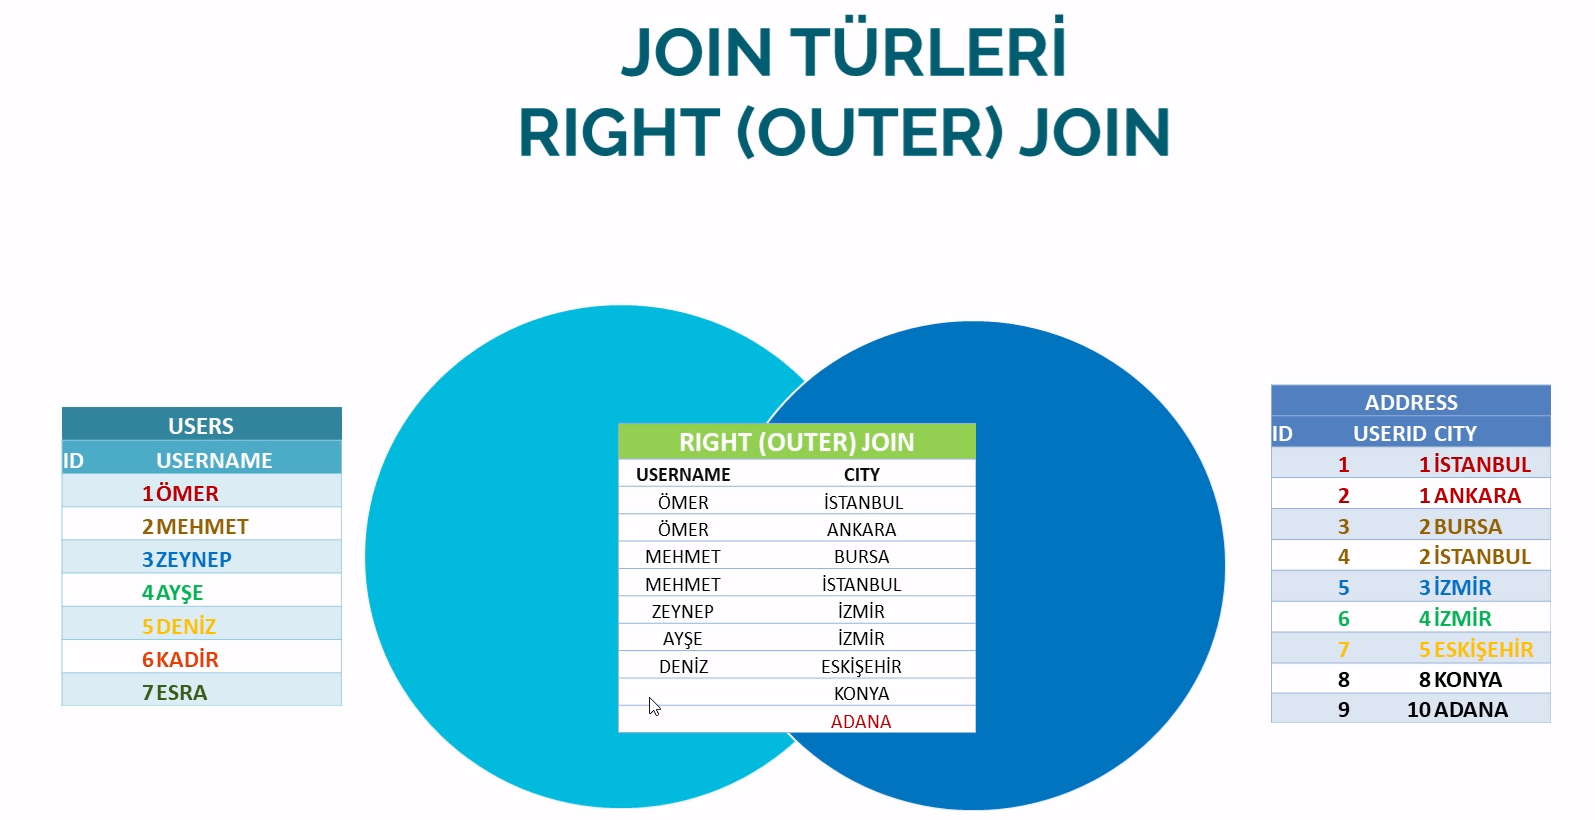 JOIN TÜRLERİ
RIGHT (OUTER) JOIN
USERS
ID USERNAME
1 ÖMER
2 MEHMET
3 ZEYNEP
4 AYŞE
5 DENİZ
6 KADİR
7 ESRA
RIGHT (OUTER) JOIN
USERNAME CITY
ÖMER İSTANBUL
ÖMER ANKARA
MEHMET BURSA
MEHMET İSTANBUL
ZEYNEP İZMİR
AYŞE İZMİR
DENİZ ESKİŞEHİR
KONYA
ADANA
ADDRESS
ID USERID CITY
1 1 İSTANBUL
2 1 ANKARA
3 2 BURSA
4 2 İSTANBUL
5 3 İZMİR
6 4 İZMİR
7 5 ESKİŞEHİR
8 8 KONYA
9 10 ADANA